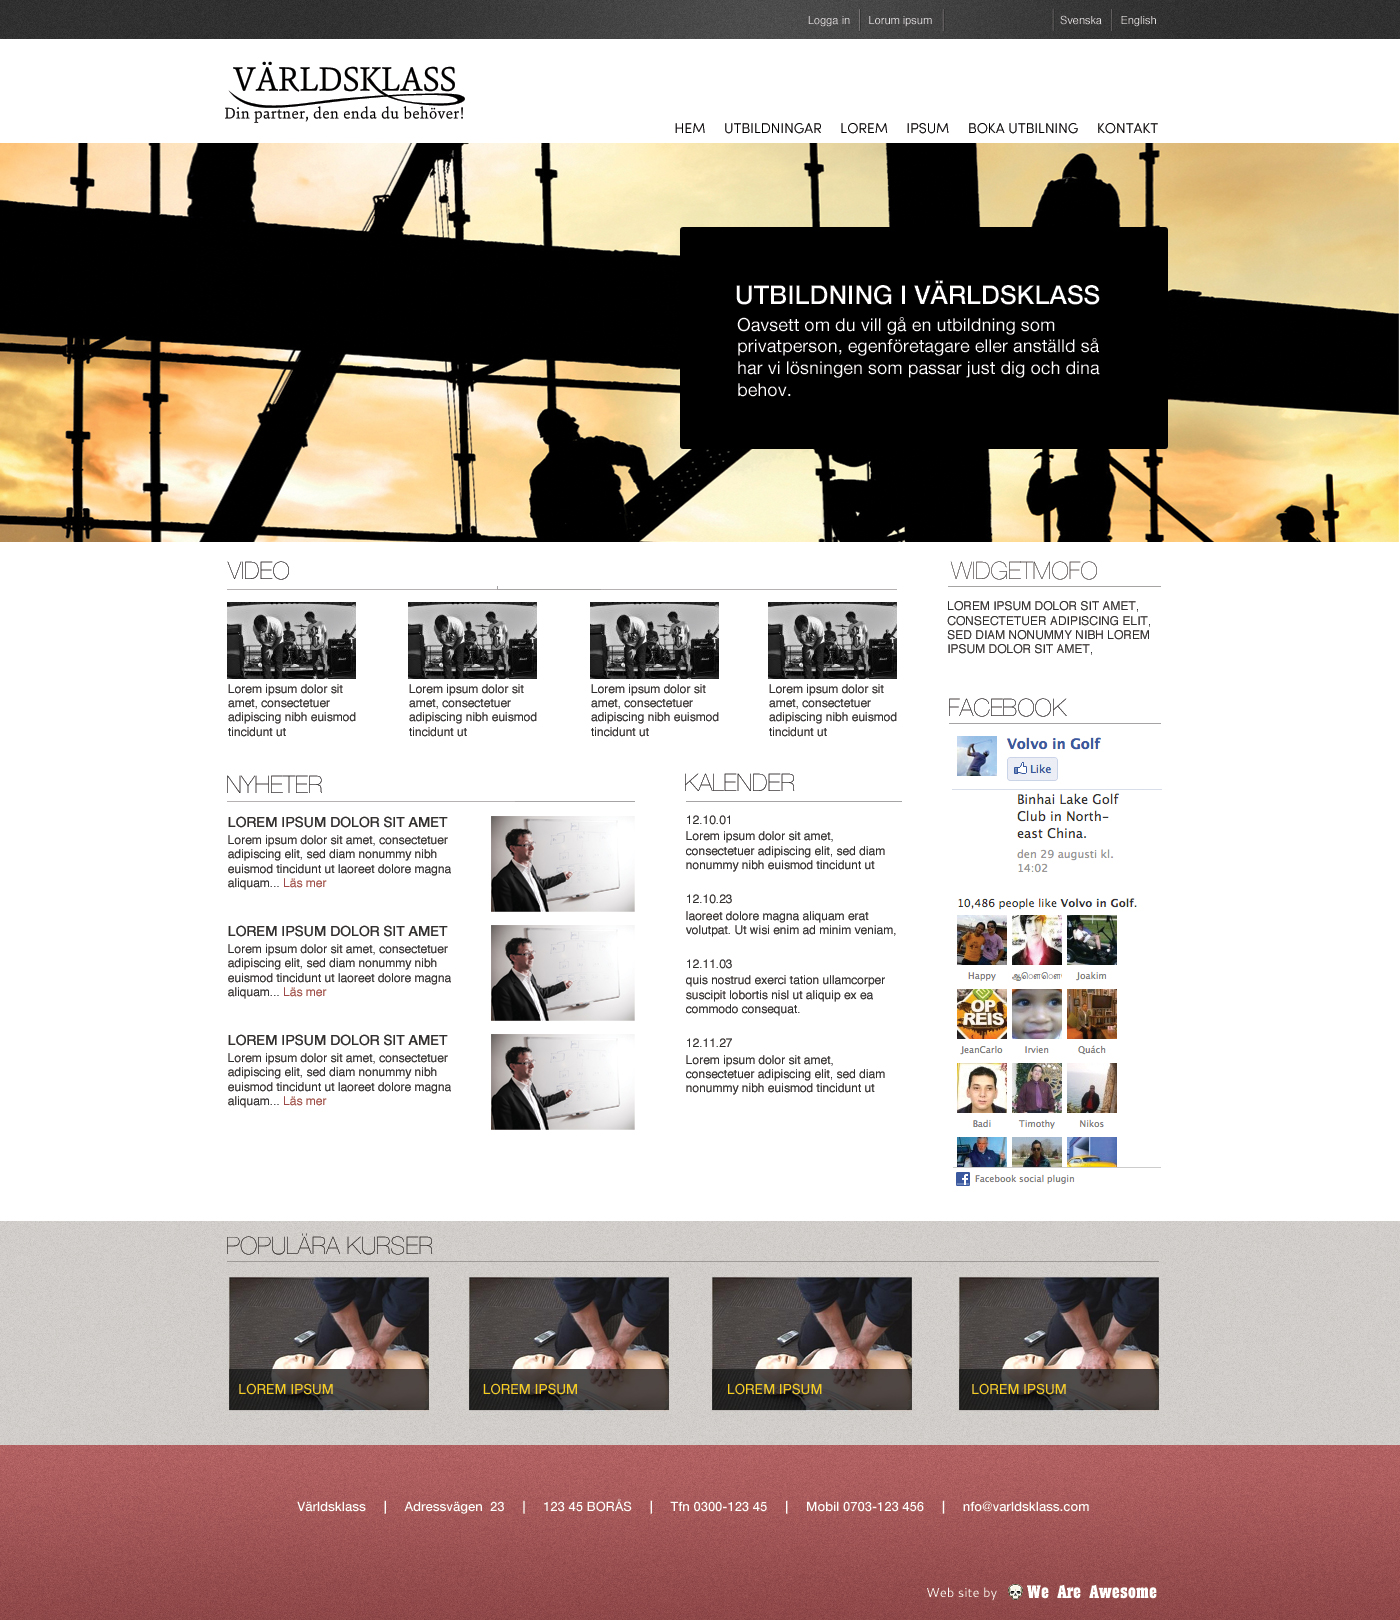 Logga in
Lorum ipsum
Svenska
English
VÄRLDSKLASS
Din partner, den enda du behöver!
HEM
UTBILDNINGAR
LOREM
IPSUM
BOKA UTBILNING
KONTAKT
UTBILDNING I VÄRLDSKLASS
Oavsett om du vill gå en utbildning som
privatperson, egenföretagare eller anställd så
har vi lösningen som passar just dig och dina
behov.
VIDEO
Lorem ipsum dolor sit
amet, consectetuer
adipiscing nibh euismod
tincidunt ut
Lorem ipsum dolor sit
amet, consectetuer
adipiscing nibh euismod
tincidunt ut
Lorem ipsum dolor sit
amet, consectetuer
adipiscing nibh euismod
tincidunt ut
Lorem ipsum dolor sit
amet, consectetuer
adipiscing nibh euismod
tincidunt ut
NYHETER
LOREM IPSUM DOLOR SIT AMET
Lorem ipsum dolor sit amet, consectetuer
adipiscing elit, sed diam nonummy nibh
euismod tincidunt ut laoreet dolore magna
aliquam... Läs mer
LOREM IPSUM DOLOR SIT AMET
Lorem ipsum dolor sit amet, consectetuer
adipiscing elit, sed diam nonummy nibh
euismod tincidunt ut laoreet dolore magna
aliquam... Läs mer
LOREM IPSUM DOLOR SIT AMET
Lorem ipsum dolor sit amet, consectetuer
adipiscing elit, sed diam nonummy nibh
euismod tincidunt ut laoreet dolore magna
aliquam... Läs mer
KALENDER
12.10.01
Lorem ipsum dolor sit amet,
consectetuer adipiscing elit, sed diam
nonummy nibh euismod tincidunt ut
12.10.23
laoreet dolore magna aliquam erat
volutpat. Ut wisi enim ad minim veniam,
12.11.03
quis nostrud exerci tation ullamcorper
suscipit lobortis nisl ut aliquip ex ea
commodo consequat.
12.11.27
Lorem ipsum dolor sit amet,
consectetuer adipiscing elit, sed diam
nonummy nibh euismod tincidunt ut
WIDGETMOFO
LOREM IPSUM DOLOR SIT AMET,
CONSECTETUER ADIPISCING ELIT,
SED DIAM NONUMMY NIBH LOREM
IPSUM DOLOR SIT AMET,
FACEBOOK
Volvo in Golf
Like
Binhai Lake Golf
Club in North-
east China.
den 29 augusti kl.
14:02
10,486 people like Volvo in Golf.
Happy
Joakim
OP
REIS
JeanCarlo
Irvien
Quách
Badi
Timothy
Nikos
Facebook social plugin
POPULÄRA KURSER
LOREM IPSUM
LOREM IPSUM
LOREM IPSUM
LOREM IPSUM
Världsklass | Adressvägen 23 | 123 45 BORÅS | Tfn 0300-123 45 | Mobil 0703-123 456 | nfo@varldsklass.com
Web site by We Are Awesome